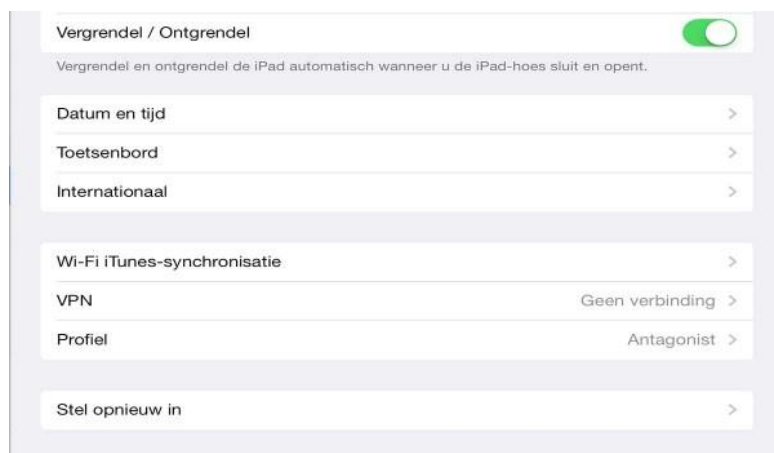 Vergrendel / Ontgrendel
Vergrendel en ontgrendel de iPad automatisch wanneer u de iPad-hoes sluit en opent.
Datum en tijd
Toetsenbord
Internationaal
Wi-Fi iTunes-synchronisatie
VPN Geen verbinding
Profiel Antagonist
Stel opnieuw in